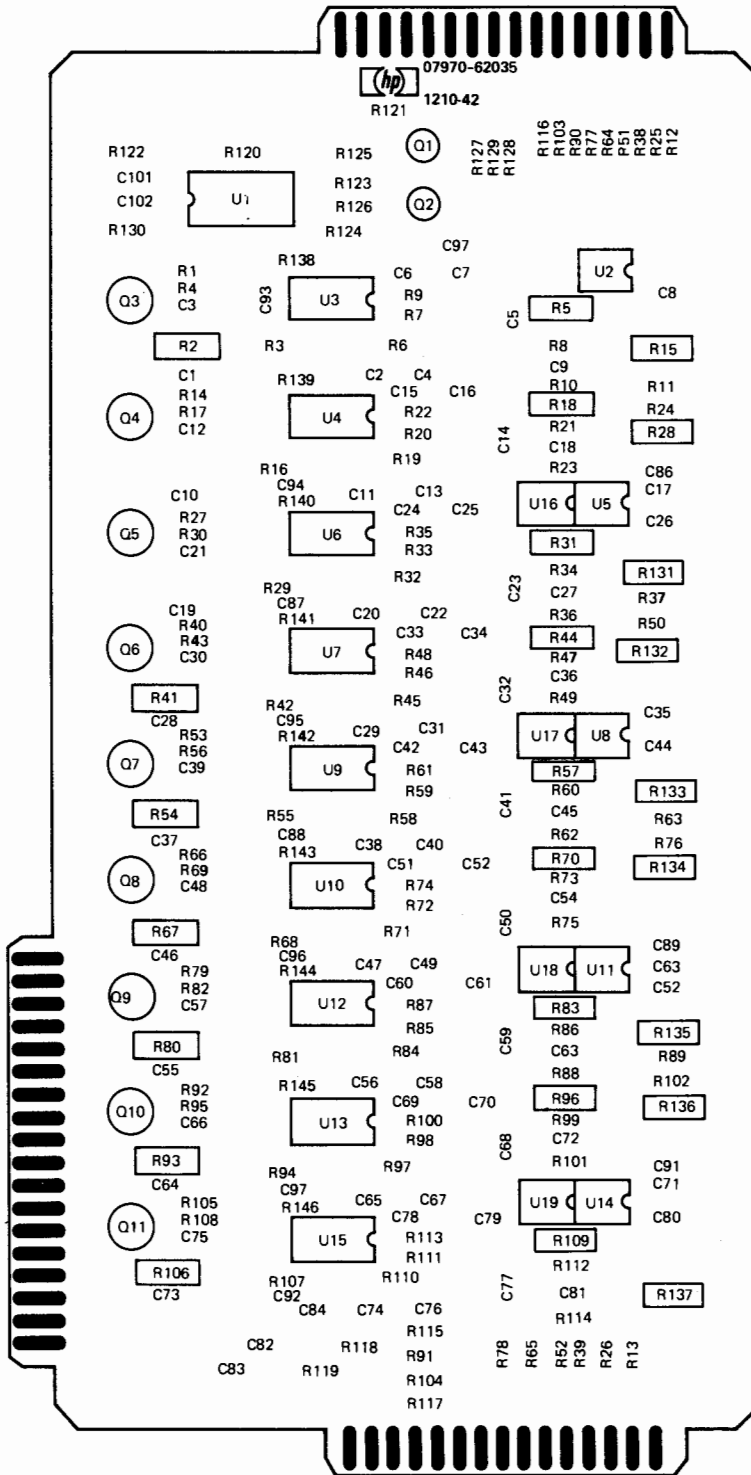 07970-62035
hp
1210-42
R121
Q1
R127 R129 R128 R116 R103 R90 R77 R64 P51 R38 R25 R12
R122 R120 R125
C101 U1 R123
C102 R126 Q2
R130 R124
C97
R138 C6 C7 U2
R1
R4
C3
Q3 C93 U3 R9 C8
R7 C5 R5
R2 R3 R6 R8 R15
C1 R139 C2 C4 C9
R14 C15 C16 R10 R11
R17
C12
Q4 U4 R22 R18 R24
R20 R21 R28
R19 C14 C18
R16 R23 C86
C94
C10 R140 C11 C13 C17
C24 C25 U16 U5
R27
R30
C21
Q5 U6 R35 C26
R33 R31
R32 R34 R131
R29 C23 C27 R37
C87
C19 R141 C20 C22 R36 R50
R40
R43
C30
Q6 U7 C33 C34 R44
R48 R47 R132
R46 C36
R41 R42 R45 C32 R49
C28 C95 C35
R53 R142 C29 C31 U17 U8
R56
C39
Q7 U9 C42 C43 C44
R61 R57
R59 R60 R133
R54 R55 R58 C41 C45 R63
C37 C88 R62
R66 R143 C38 C40 R76
R69
C48
Q8 U10 C51 C52 R70 R134
R74 R73
R72 C54
R67 R68 R71 C50 R75
C46 C96 C89
R79 R144 C47 C49 U18 U11 C63
R82
C57
Q9 U12 C60 C61 C52
R87 R83
R85 R86 R135
R80 R81 R84 C59 C63 R89
C55 R88
R92 R145 C56 C58 R102
R95
C66
Q10 U13 C69 C70 R96 R136
R100 R99
R98 C68 C72
R93 R94 R97 R101 C91
C64 C97 C71
R105 R146 C65 C67 U19 U14
R108
C75
Q11 U15 C78 C79 C80
R113 R109
R111 R112
R106 R107 R110 C77 C81 R137
C73 C92
C84 C74 C76 R114
R115
C82 R118 R91
C83 R119 R104
R117
R78 R65 R52 R39 R26 R13